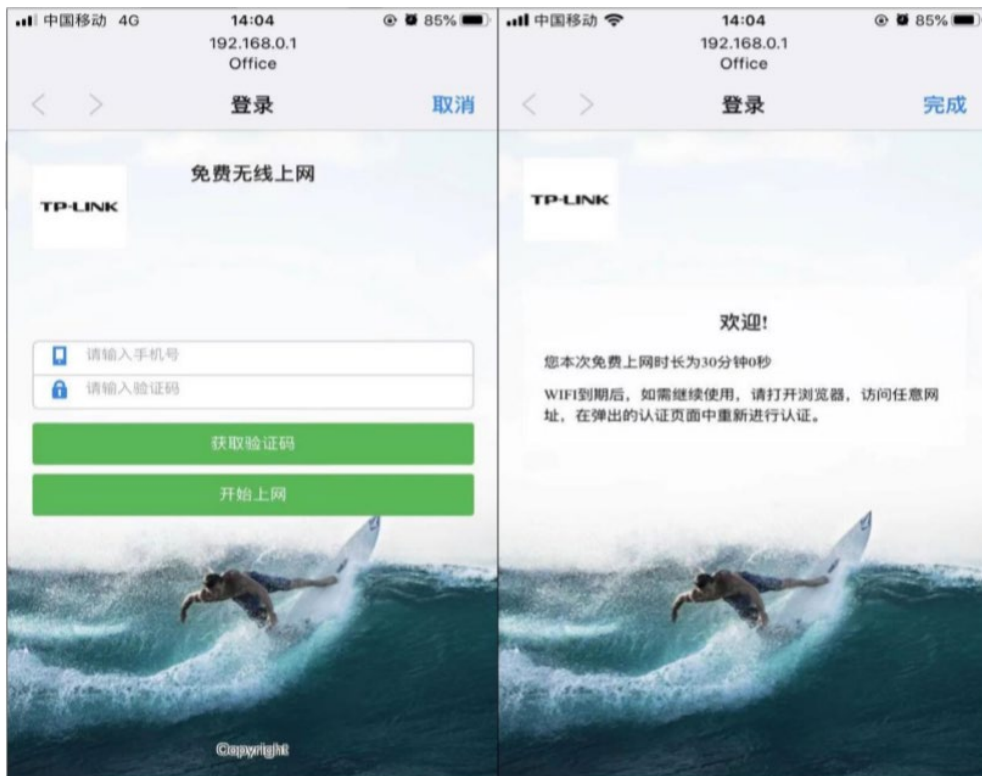 中国移动 4G 14:04 85%
192.168.0.1
Office
登录 取消
TP-LINK
免费无线上网
请输入手机号
请输入验证码
获取验证码
开始上网
Copyright
中国移动 14:04 85%
192.168.0.1
Office
登录 完成
TP-LINK
欢迎!
您本次免费上网时长为30分钟0秒
WIFI到期后，如需继续使用，请打开浏览器，访问任意网
址，在弹出的认证页面中重新进行认证。